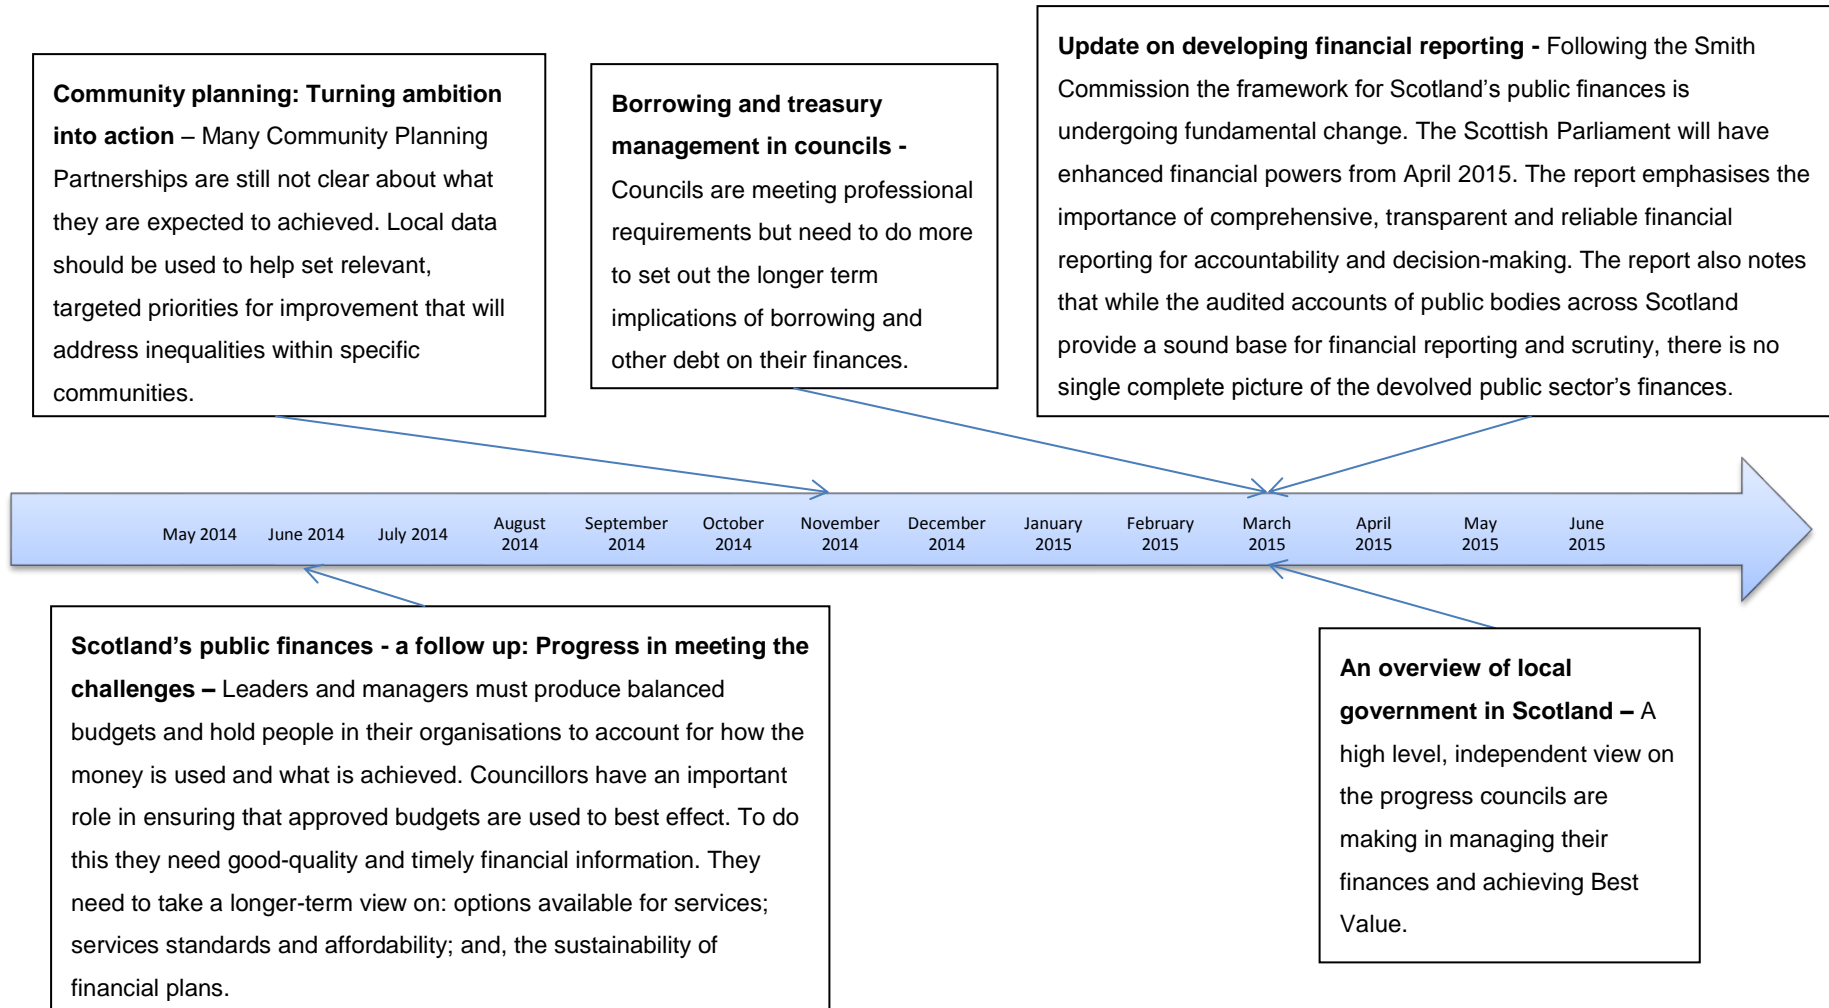 Community planning: Turning ambition
into action – Many Community Planning
Partnerships are still not clear about what
they are expected to achieved. Local data
should be used to help set relevant,
targeted priorities for improvement that will
address inequalities within specific
communities.
Borrowing and treasury
management in councils -
Councils are meeting professional
requirements but need to do more
to set out the longer term
implications of borrowing and
other debt on their finances.
Update on developing financial reporting - Following the Smith
Commission the framework for Scotland’s public finances is
undergoing fundamental change. The Scottish Parliament will have
enhanced financial powers from April 2015. The report emphasises the
importance of comprehensive, transparent and reliable financial
reporting for accountability and decision-making. The report also notes
that while the audited accounts of public bodies across Scotland
provide a sound base for financial reporting and scrutiny, there is no
single complete picture of the devolved public sector’s finances.
May 2014
June 2014
July 2014
August
2014
September
2014
October
2014
November
2014
December
2014
January
2015
February
2015
March
2015
April
2015
May
2015
June
2015
Scotland’s public finances - a follow up: Progress in meeting the
challenges – Leaders and managers must produce balanced
budgets and hold people in their organisations to account for how the
money is used and what is achieved. Councillors have an important
role in ensuring that approved budgets are used to best effect. To do
this they need good-quality and timely financial information. They
need to take a longer-term view on: options available for services;
services standards and affordability; and, the sustainability of
financial plans.
An overview of local
government in Scotland – A
high level, independent view on
the progress councils are
making in managing their
finances and achieving Best
Value.